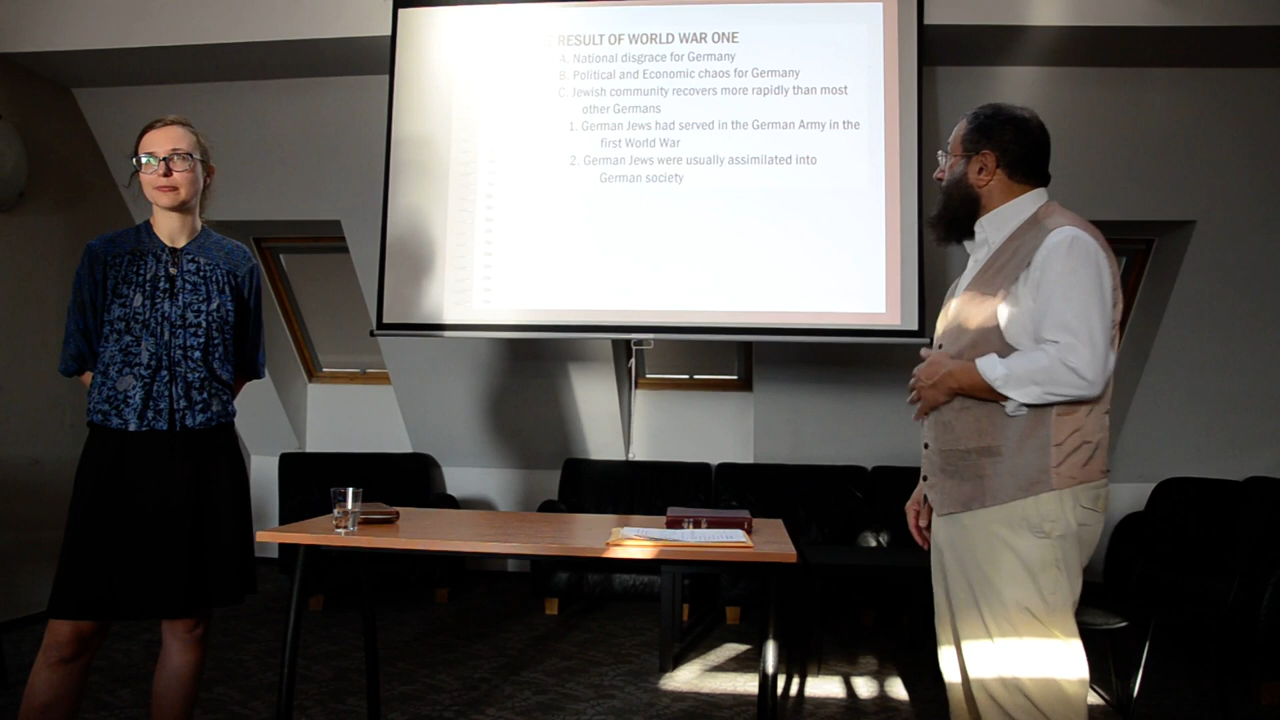 RESULT OF WORLD WAR ONE
A. National disgrace for Germany
B. Political and Economic chaos for Germany
C. Jewish community recovers more rapidly than most
other Germans
1. German Jews had served in the German Army in the
first World War
2. German Jews were usually assimilated into
German society